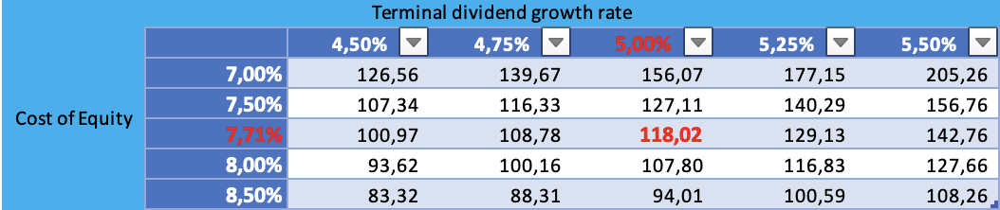 Terminal dividend growth rate
4,50% 4,75% 5,00% 5,25% 5,50%
7,00% 126,56 139,67 156,07 177,15 205,26
7,50% 107,34 116,33 127,11 140,29 156,76
Cost of Equity 7,71% 100,97 108,78 118,02 129,13 142,76
8,00% 93,62 100,16 107,80 116,83 127,66
8,50% 83,32 88,31 94,01 100,59 108,26